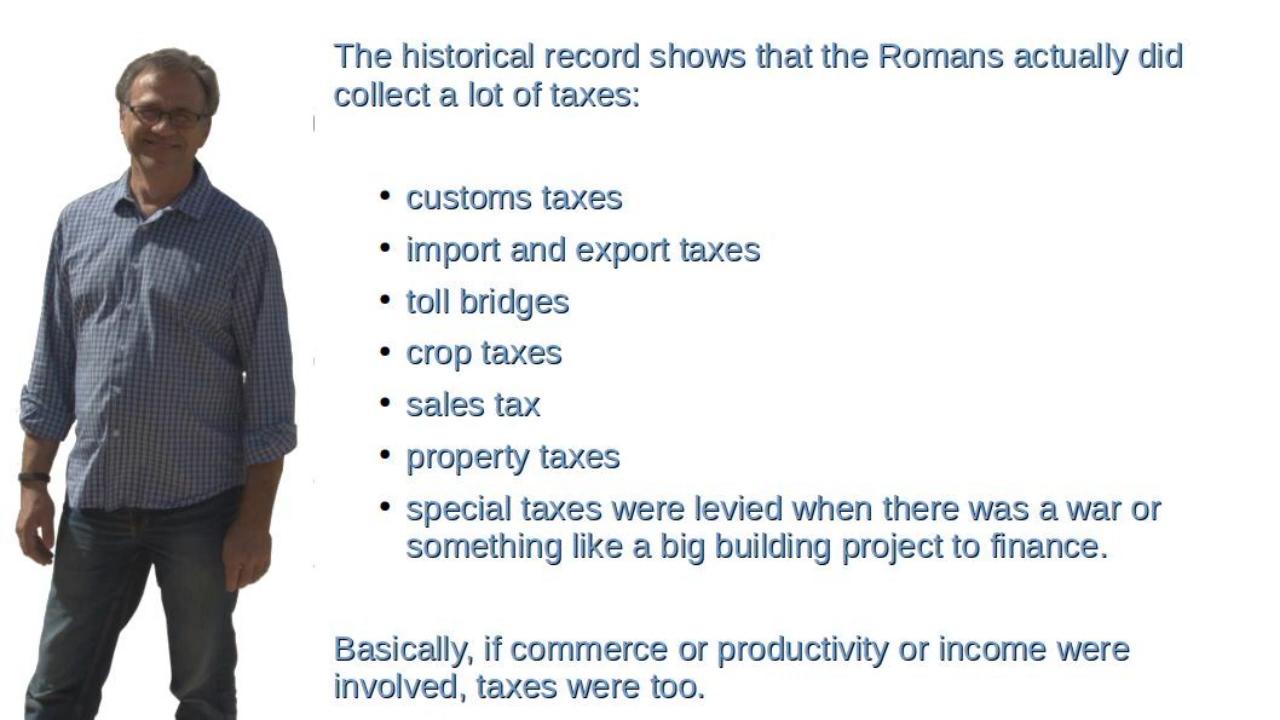 The historical record shows that the Romans actually did
collect a lot of taxes:
• customs taxes
• import and export taxes
• toll bridges
• crop taxes
• sales tax
• property taxes
• special taxes were levied when there was a war or
something like a big building project to finance.
Basically, if commerce or productivity or income were
involved, taxes were too.